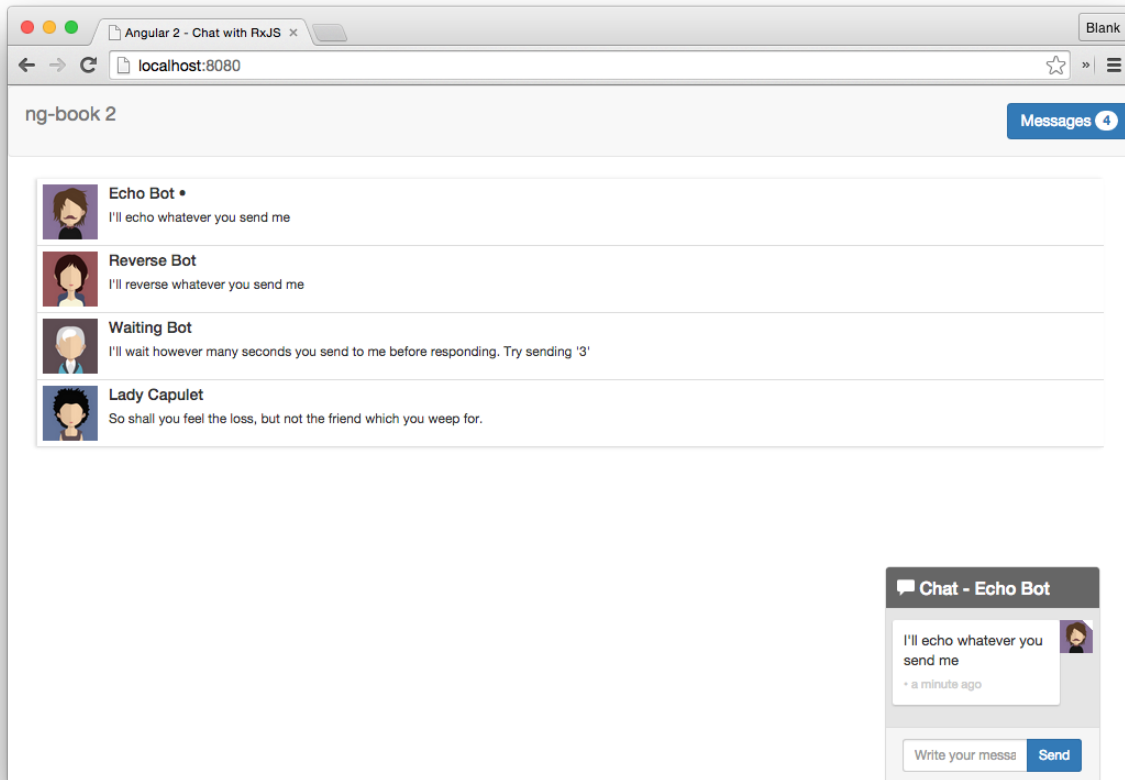 Angular 2 - Chat with RxJS
Blank
localhost:8080
ng-book 2
Messages 4
Echo Bot •
I'll echo whatever you send me
Reverse Bot
I'll reverse whatever you send me
Waiting Bot
I'll wait however many seconds you send to me before responding. Try sending '3'
Lady Capulet
So shall you feel the loss, but not the friend which you weep for.
Chat - Echo Bot
I'll echo whatever you
send me
• a minute ago
Write your messa
Send